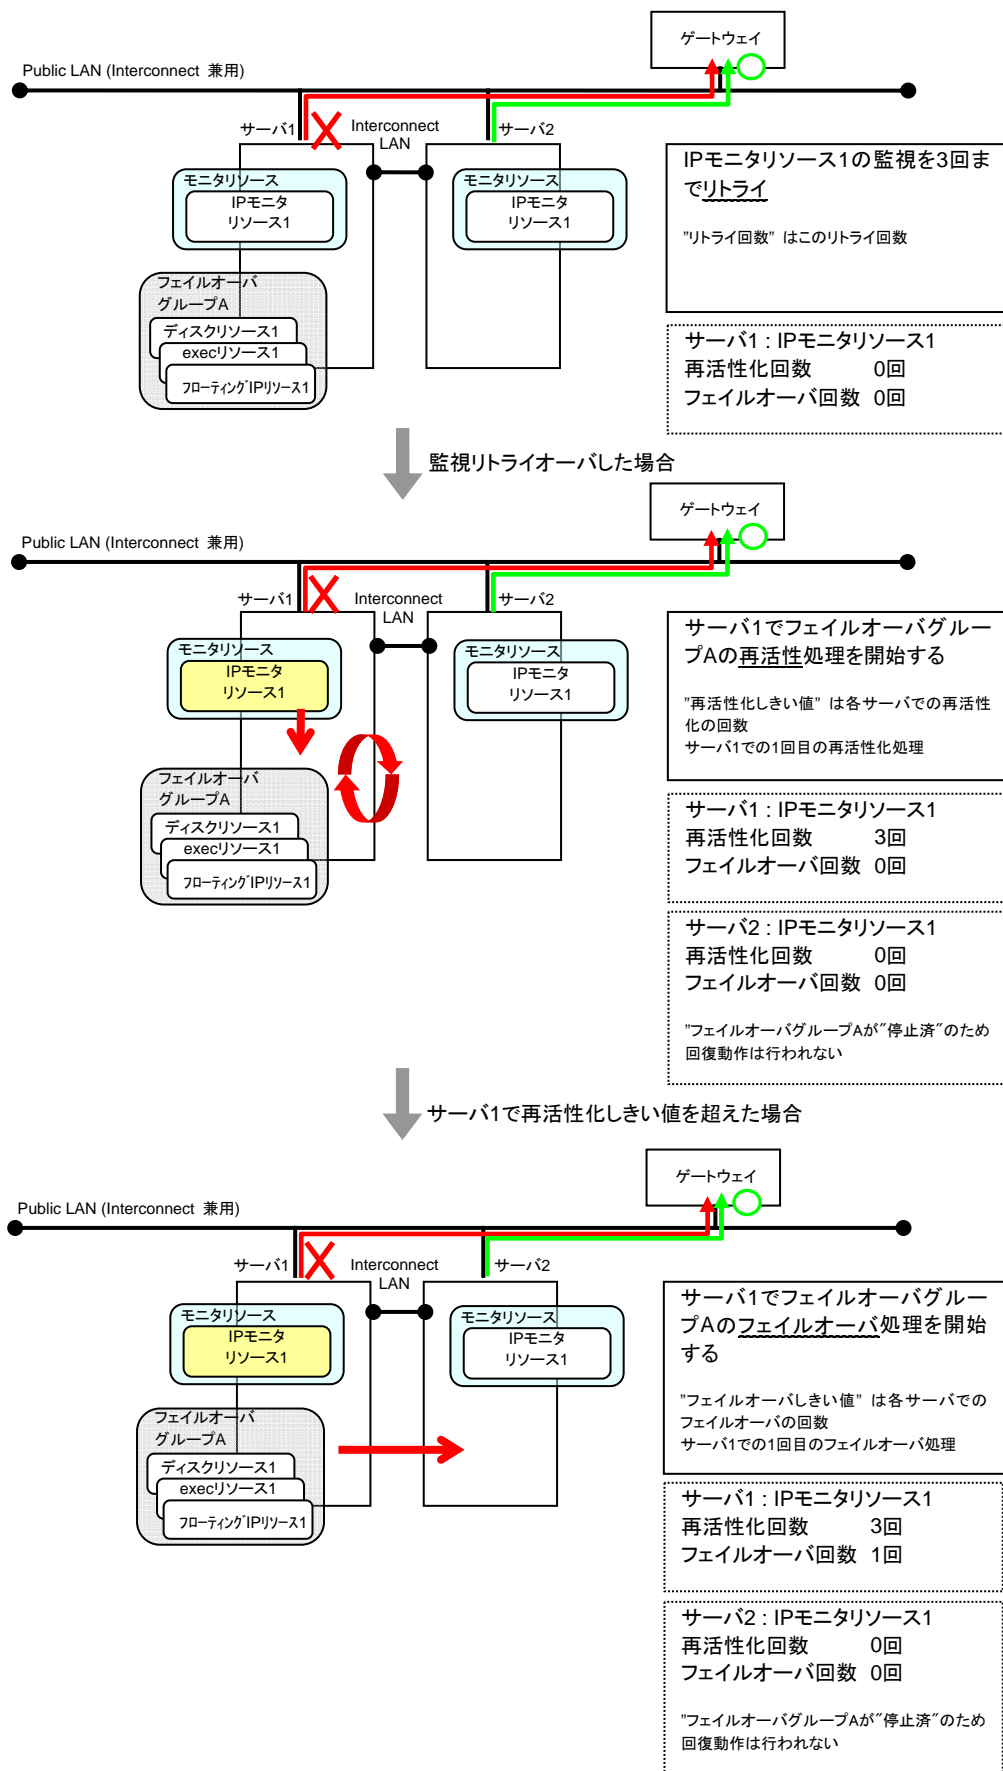 ゲートウェイ
Public LAN (Interconnect 兼用)
サーバ1
Interconnect
LAN
サーバ2
モニタリソース
IPモニタ
リソース1
モニタリソース
IPモニタ
リソース1
フェイルオーバ
グループA
ディスクリソース1
execリソース1
フローティングIPリソース1
IPモニタリソース1の監視を3回ま
でリトライ
"リトライ回数" はこのリトライ回数
サーバ1 : IPモニタリソース1
再活性化回数 0回
フェイルオーバ回数 0回
監視リトライオーバした場合
ゲートウェイ
Public LAN (Interconnect 兼用)
サーバ1
Interconnect
LAN
サーバ2
モニタリソース
IPモニタ
リソース1
モニタリソース
IPモニタ
リソース1
フェイルオーバ
グループA
ディスクリソース1
execリソース1
フローティングIPリソース1
サーバ1でフェイルオーバグルー
プAの再活性処理を開始する
"再活性化しきい値" は各サーバでの再活性
化の回数
サーバ1での1回目の再活性化処理
サーバ1 : IPモニタリソース1
再活性化回数 3回
フェイルオーバ回数 0回
サーバ2 : IPモニタリソース1
再活性化回数 0回
フェイルオーバ回数 0回
"フェイルオーバグループAが"停止済"のため
回復動作は行われない
サーバ1で再活性化しきい値を超えた場合
ゲートウェイ
Public LAN (Interconnect 兼用)
サーバ1
Interconnect
LAN
サーバ2
モニタリソース
IPモニタ
リソース1
モニタリソース
IPモニタ
リソース1
フェイルオーバ
グループA
ディスクリソース1
execリソース1
フローティングIPリソース1
サーバ1でフェイルオーバグルー
プAのフェイルオーバ処理を開始
する
"フェイルオーバしきい値" は各サーバでの
フェイルオーバの回数
サーバ1での1回目のフェイルオーバ処理
サーバ1 : IPモニタリソース1
再活性化回数 3回
フェイルオーバ回数 1回
サーバ2 : IPモニタリソース1
再活性化回数 0回
フェイルオーバ回数 0回
"フェイルオーバグループAが"停止済"のため
回復動作は行われない